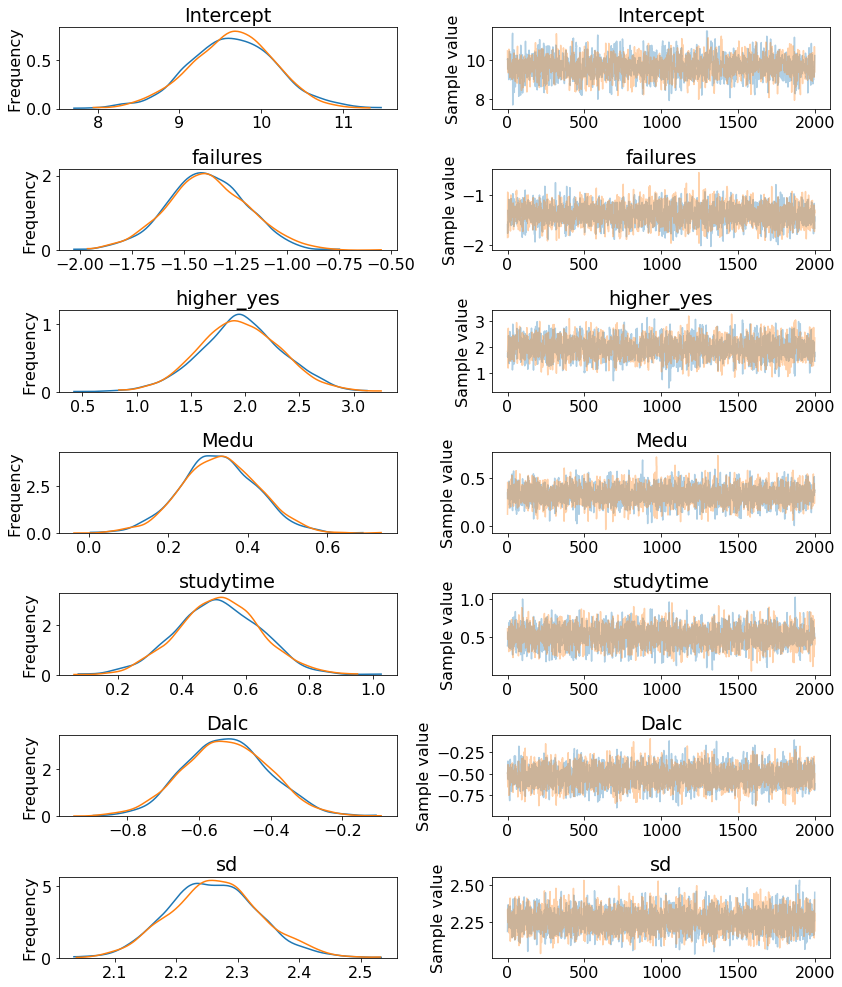 Intercept
Intercept
Frequency
0.5
0.0
8 9 10 11
Sample value
10
8
0 500 1000 1500 2000
failures
failures
Frequency
2
0
−2.00 −1.75 −1.50 −1.25 −1.00 −0.75 −0.50
Sample value
−1
−2
0 500 1000 1500 2000
higher_yes
higher_yes
Frequency
1
0
0.5 1.0 1.5 2.0 2.5 3.0
Sample value
3
2
1
0 500 1000 1500 2000
Medu
Medu
Frequency
2.5
0.0
0.0 0.2 0.4 0.6
Sample value
0.5
0.0
0 500 1000 1500 2000
studytime
studytime
Frequency
2
0
0.2 0.4 0.6 0.8 1.0
Sample value
1.0
0.5
0 500 1000 1500 2000
Dalc
Dalc
Frequency
2
0
−0.8 −0.6 −0.4 −0.2
Sample value
−0.25
−0.50
−0.75
0 500 1000 1500 2000
sd
sd
Frequency
5
0
2.1 2.2 2.3 2.4 2.5
Sample value
2.50
2.25
0 500 1000 1500 2000